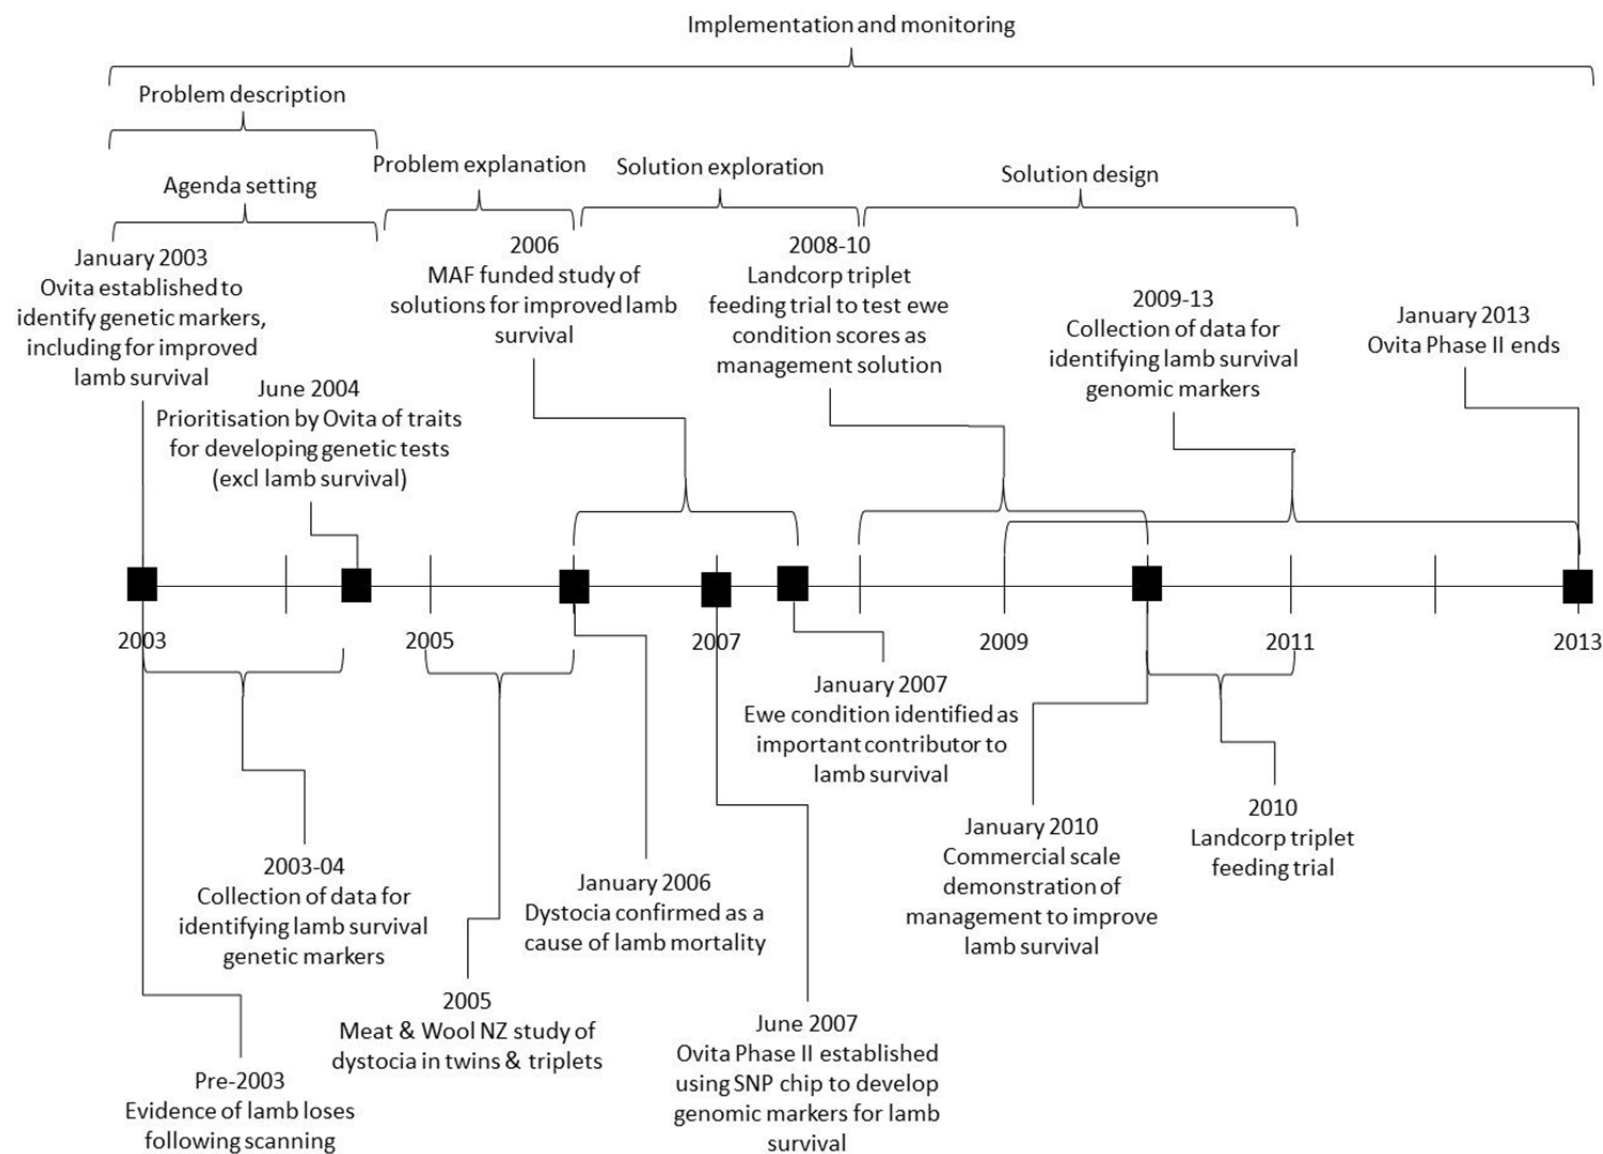 Implementation and monitoring
Problem description
Agenda setting
Problem explanation
Solution exploration
Solution design
January 2003
Ovita established to
identify genetic markers,
including for improved
lamb survival
June 2004
Prioritisation by Ovita of traits
for developing genetic tests
(excl lamb survival)
2006
MAF funded study of
solutions for improved lamb
survival
2008-10
Landcorp triplet
feeding trial to test ewe
condition scores as
management solution
2009-13
Collection of data for
identifying lamb survival
genomic markers
January 2013
Ovita Phase II ends
2003
2005
2007
2009
2011
2013
Pre-2003
Evidence of lamb loses
following scanning
2003-04
Collection of data for
identifying lamb survival
genetic markers
2005
Meat & Wool NZ study of
dystocia in twins & triplets
January 2006
Dystocia confirmed as a
cause of lamb mortality
June 2007
Ovita Phase II established
using SNP chip to develop
genomic markers for lamb
survival
January 2007
Ewe condition identified as
important contributor to
lamb survival
January 2010
Commercial scale
demonstration of
management to improve
lamb survival
2010
Landcorp triplet
feeding trial